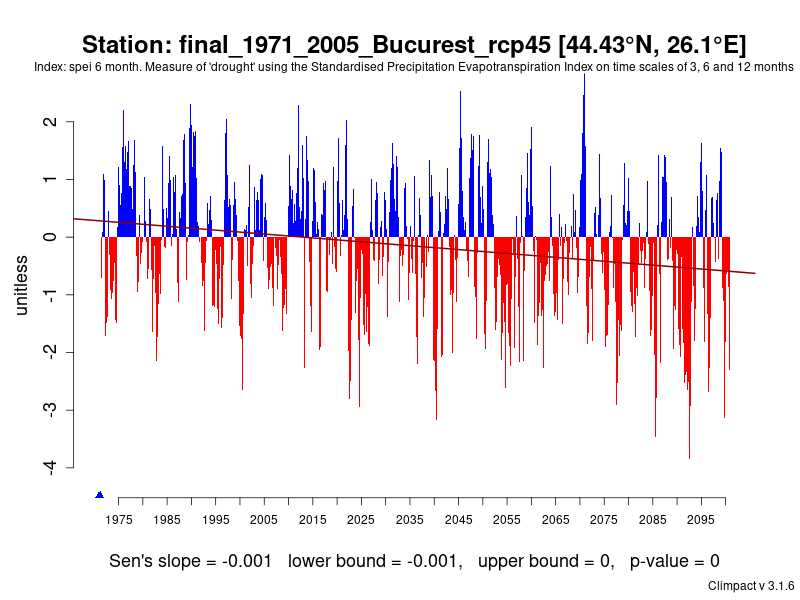 Station: final_1971_2005_Bucurest_rcp45 [44.43°N, 26.1°E]
Index: spei 6 month. Measure of 'drought' using the Standardised Precipitation Evapotranspiration Index on time scales of 3, 6 and 12 months
2
1
0
-1
-2
-3
-4
unitless
1975 1985 1995 2005 2015 2025 2035 2045 2055 2065 2075 2085 2095
Sen's slope = -0.001 lower bound = -0.001, upper bound = 0, p-value = 0
Climpact v 3.1.6